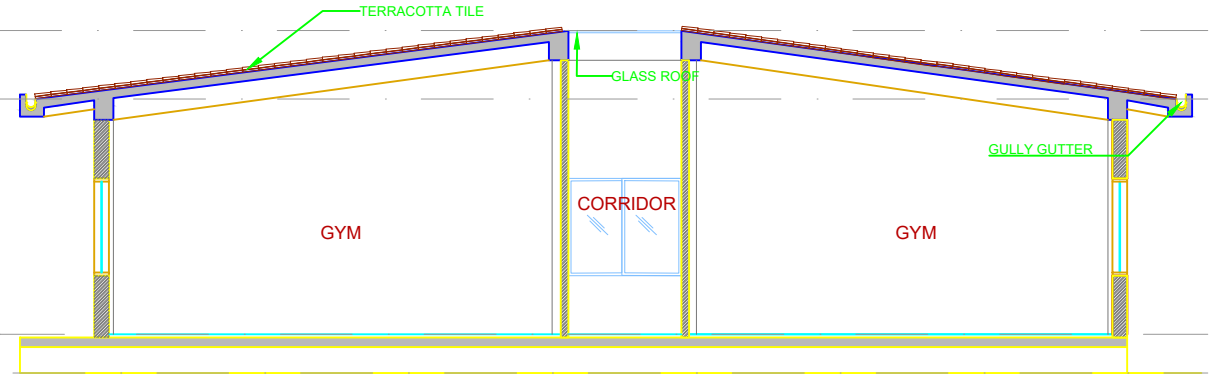 TERRACOTTA TILE
GLASS ROOF
GULLY GUTTER
CORRIDOR
GYM
GYM